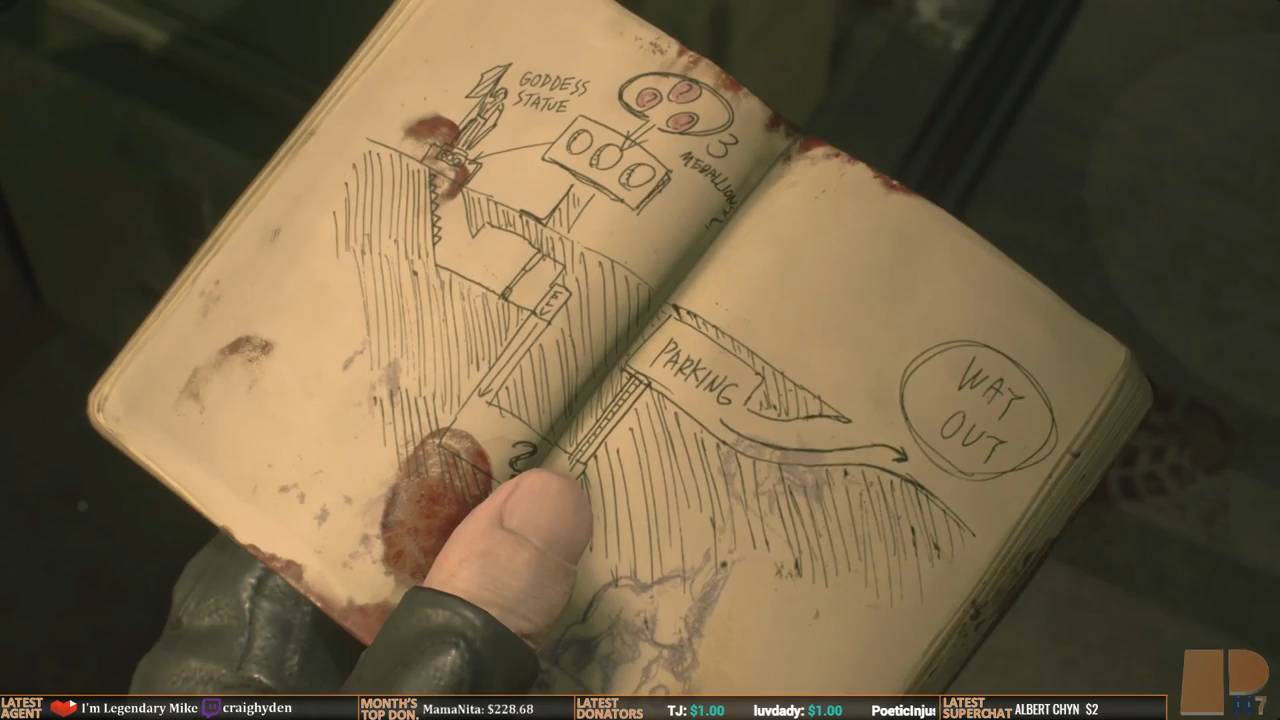 GODDESS
STATUE
3
MEDALLIONS
PARKING
WAY
OUT
LATEST
AGENT
I'm Legendary Mike
craighyden
MONTH'S
TOP DON.
MamaNita: $228.68
LATEST
DONATORS
TJ: $1.00
luvdady: $1.00
LATEST
SUPERCHAT
ALBERT CHYN $2